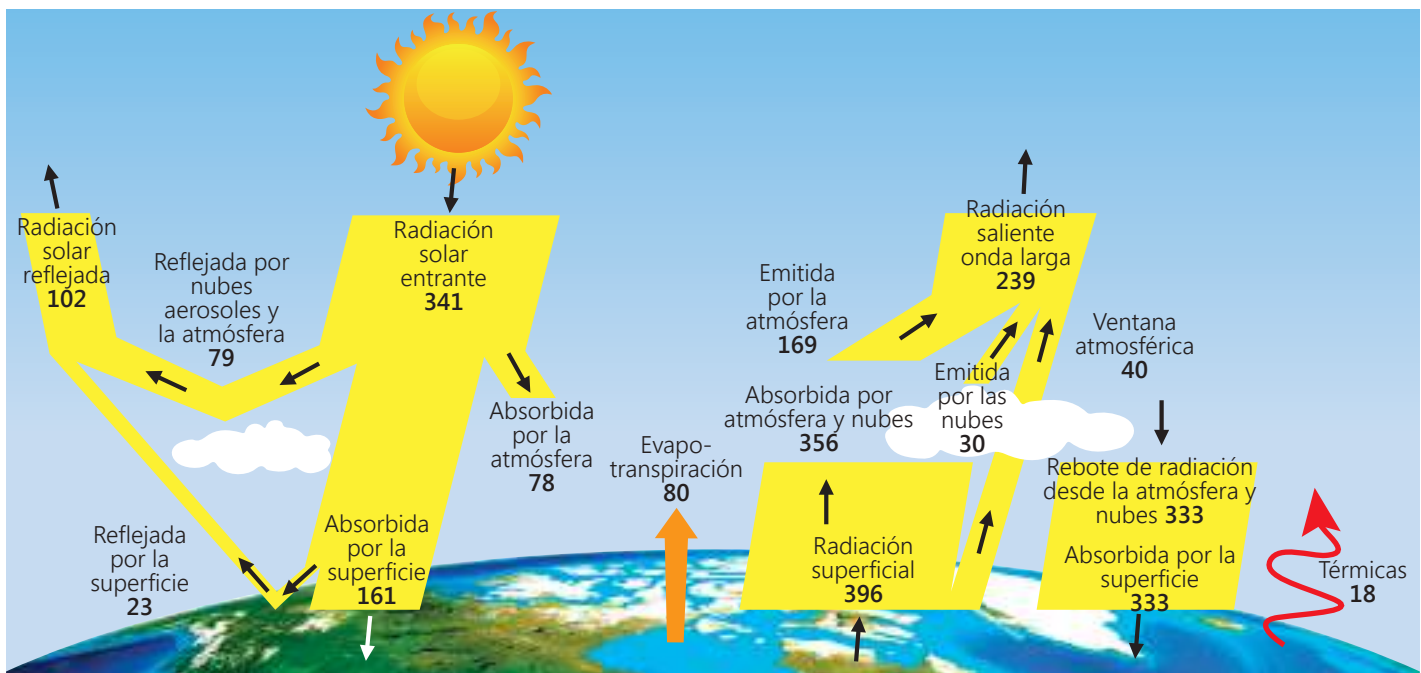 Radiación
solar
reflejada
102
Reflejada por
nubes
aerosoles y
la atmósfera
79
Radiación
solar
entrante
341
Absorbida
por la
atmósfera
78
Reflejada
por la
superficie
23
Absorbida
por la
superficie
161
Evapo-
transpiración
80
Emitida
por la
atmósfera
169
Radiación
saliente
onda larga
239
Absorbida por
atmósfera y nubes
356
Emitida
por las
nubes
30
Ventana
atmosférica
40
Radiación
superficial
396
Rebote de radiación
desde la atmósfera y
nubes 333
Absorbida por la
superficie
333
Térmicas
18